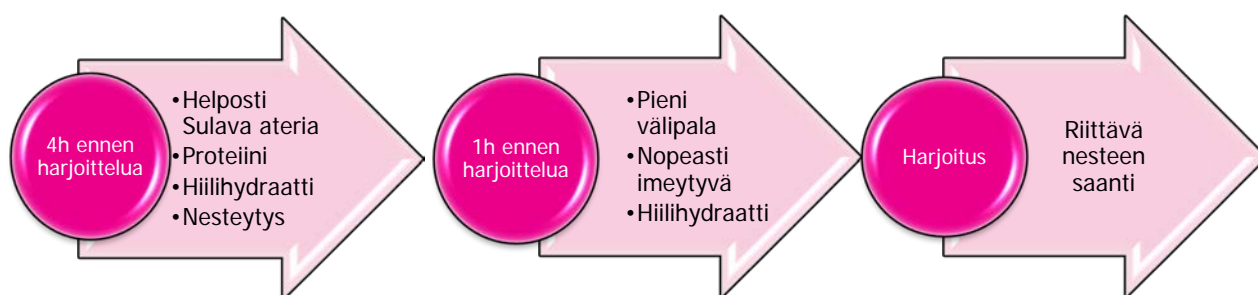 4h ennen
harjoittelua
•Helposti
Sulava ateria
•Proteiini
•Hiilihydraatti
•Nesteytys
1h ennen
harjoittelua
•Pieni
välipala
•Nopeasti
imeytyvä
•Hiilihydraatti
Harjoitus
Riittävä
nesteen
saanti